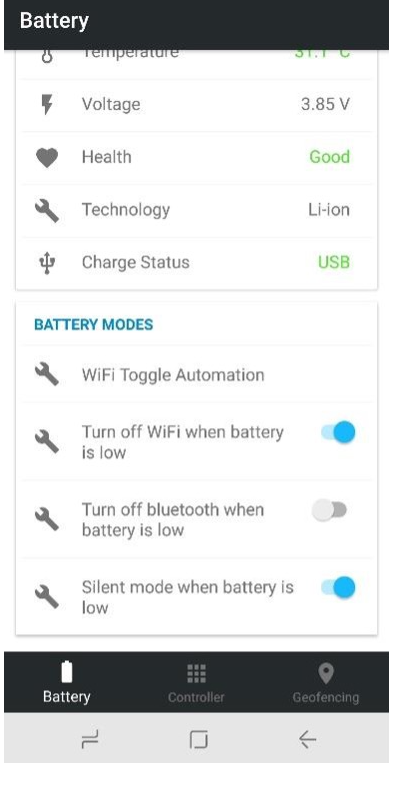 Battery
Temperature 31.1 °C
Voltage 3.85 V
Health Good
Technology Li-ion
Charge Status USB
BATTERY MODES
WiFi Toggle Automation
Turn off WiFi when battery
is low
Turn off bluetooth when
battery is low
Silent mode when battery is
low
Battery Controller Geofencing